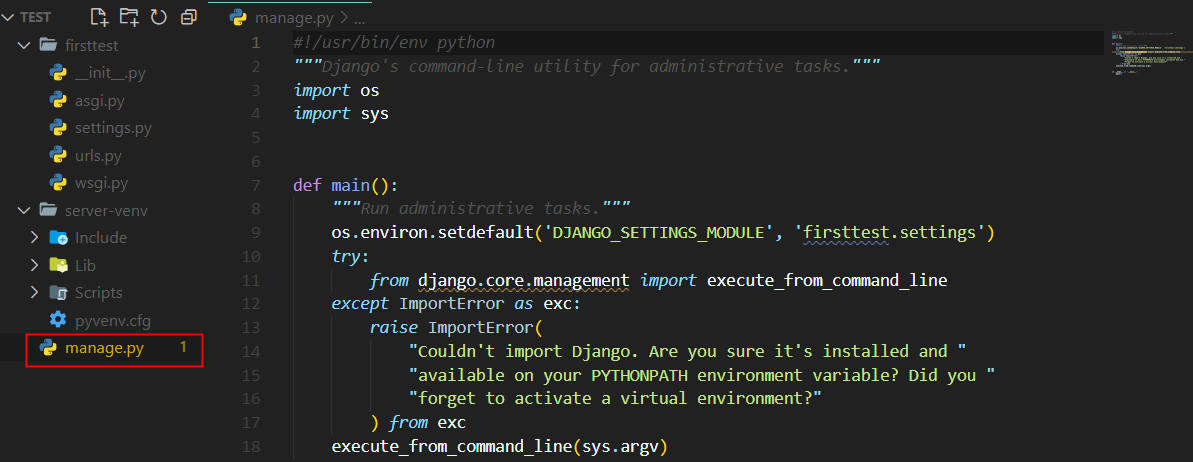 TEST
firsttest
__init__.py
asgi.py
settings.py
urls.py
wsgi.py
server-venv
Include
Lib
Scripts
pyvenv.cfg
manage.py 1
manage.py > ...
1 #!/usr/bin/env python
2 """Django's command-line utility for administrative tasks."""
3 import os
4 import sys
5
6
7 def main():
8     """Run administrative tasks."""
9     os.environ.setdefault('DJANGO_SETTINGS_MODULE', 'firsttest.settings')
10     try:
11         from django.core.management import execute_from_command_line
12     except ImportError as exc:
13         raise ImportError(
14             "Couldn't import Django. Are you sure it's installed and "
15             "available on your PYTHONPATH environment variable? Did you "
16             "forget to activate a virtual environment?"
17         ) from exc
18     execute_from_command_line(sys.argv)